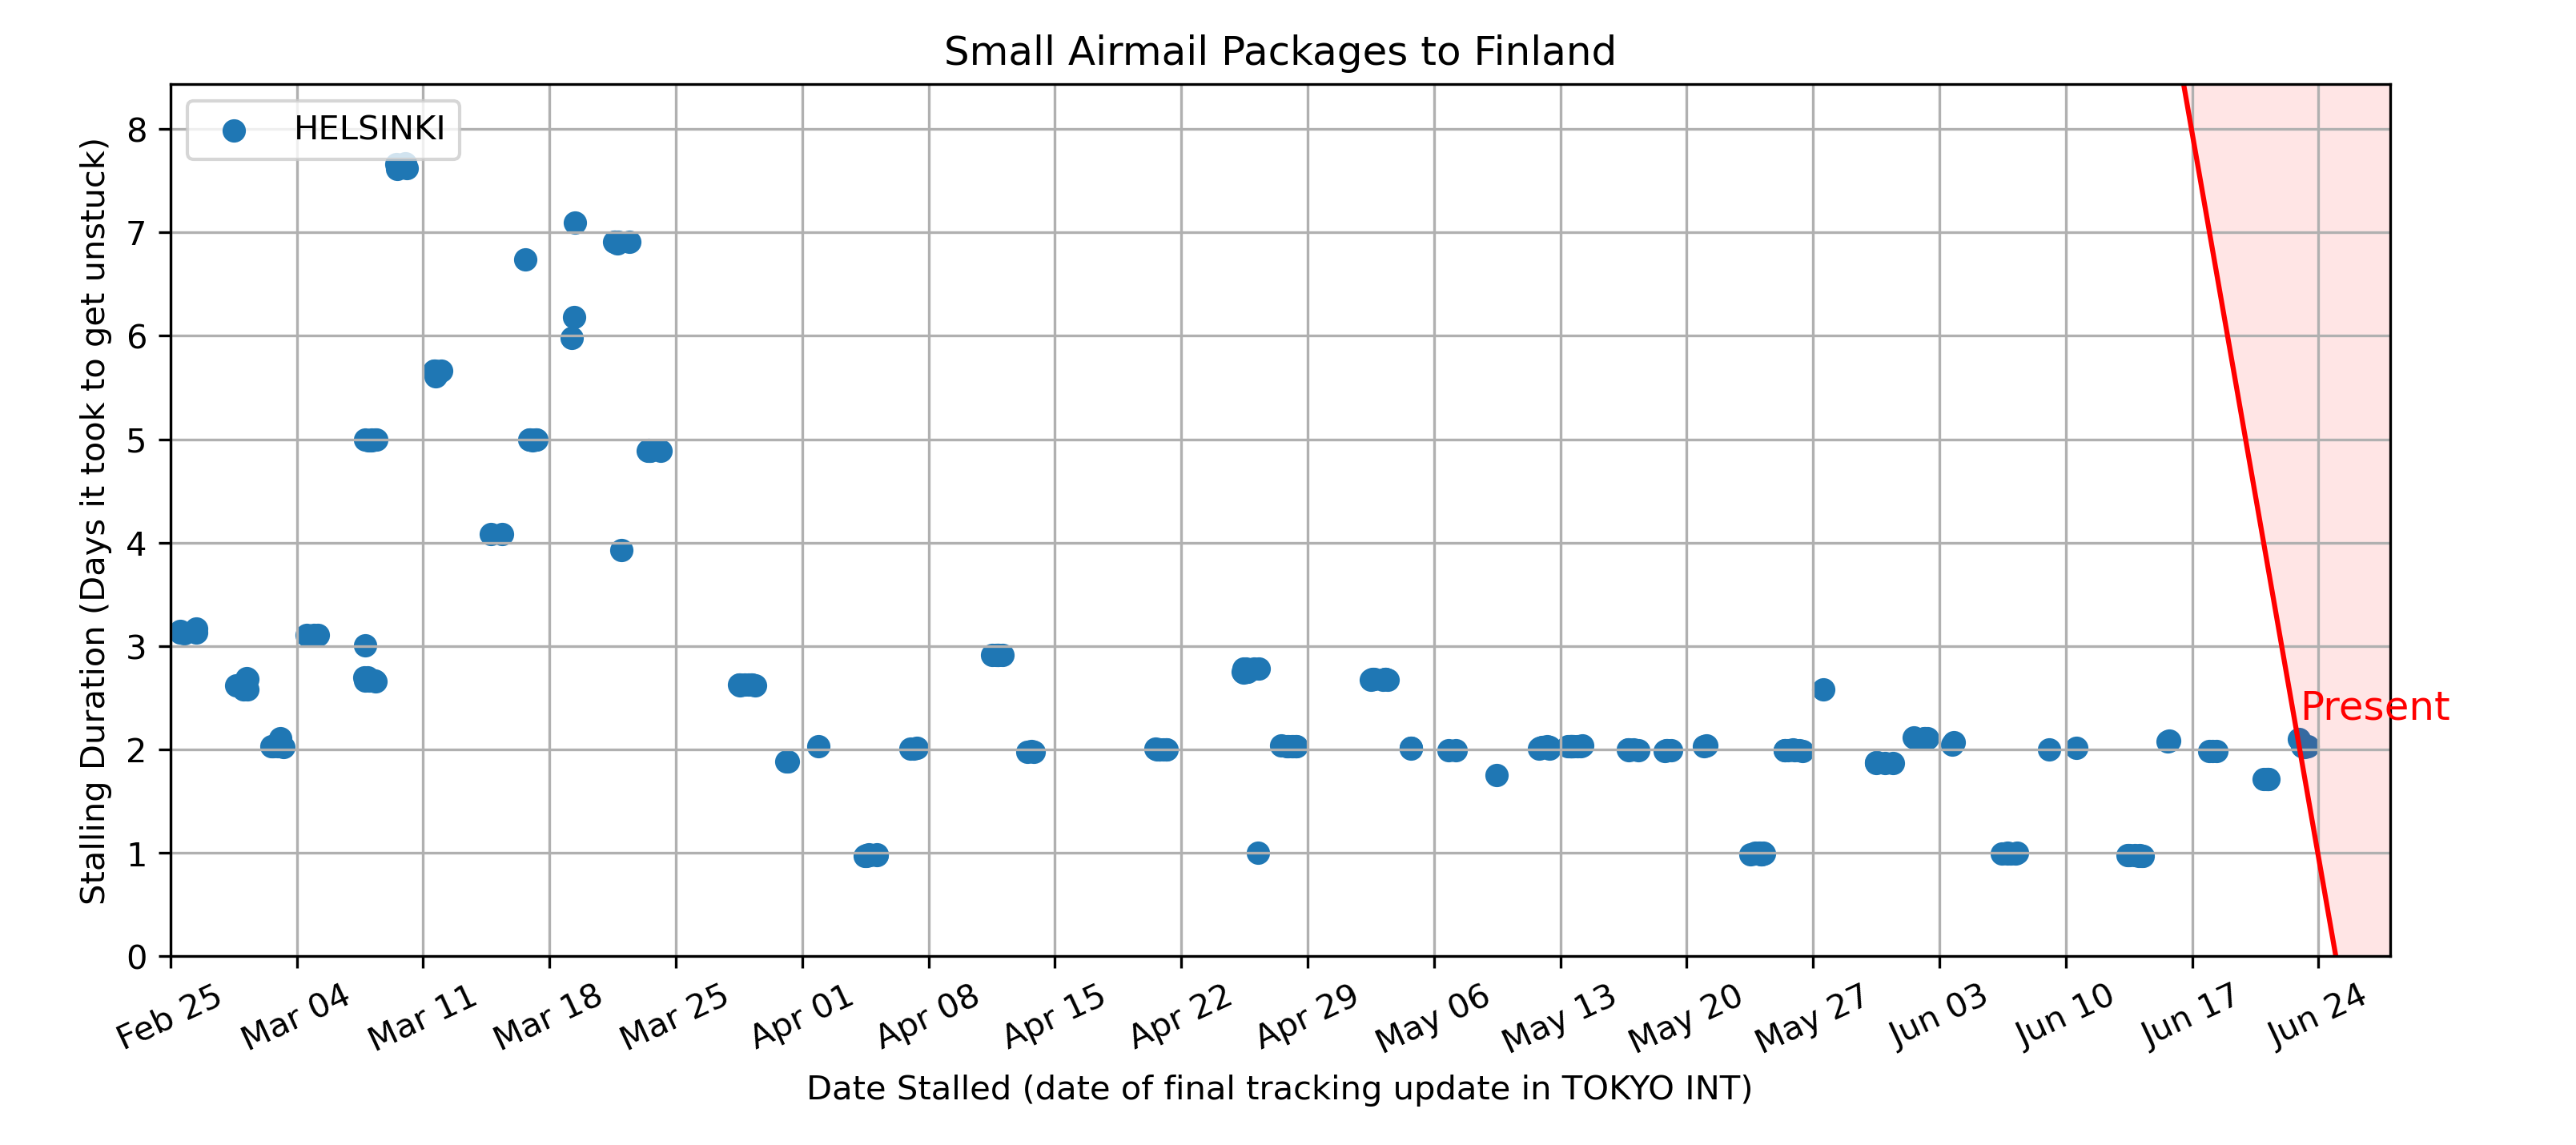 Small Airmail Packages to Finland
HELSINKI
Stalling Duration (Days it took to get unstuck)
8
7
6
5
4
3
2
1
0
Present
Feb 25
Mar 04
Mar 11
Mar 18
Mar 25
Apr 01
Apr 08
Apr 15
Apr 22
Apr 29
May 06
May 13
May 20
May 27
Jun 03
Jun 10
Jun 17
Jun 24
Date Stalled (date of final tracking update in TOKYO INT)